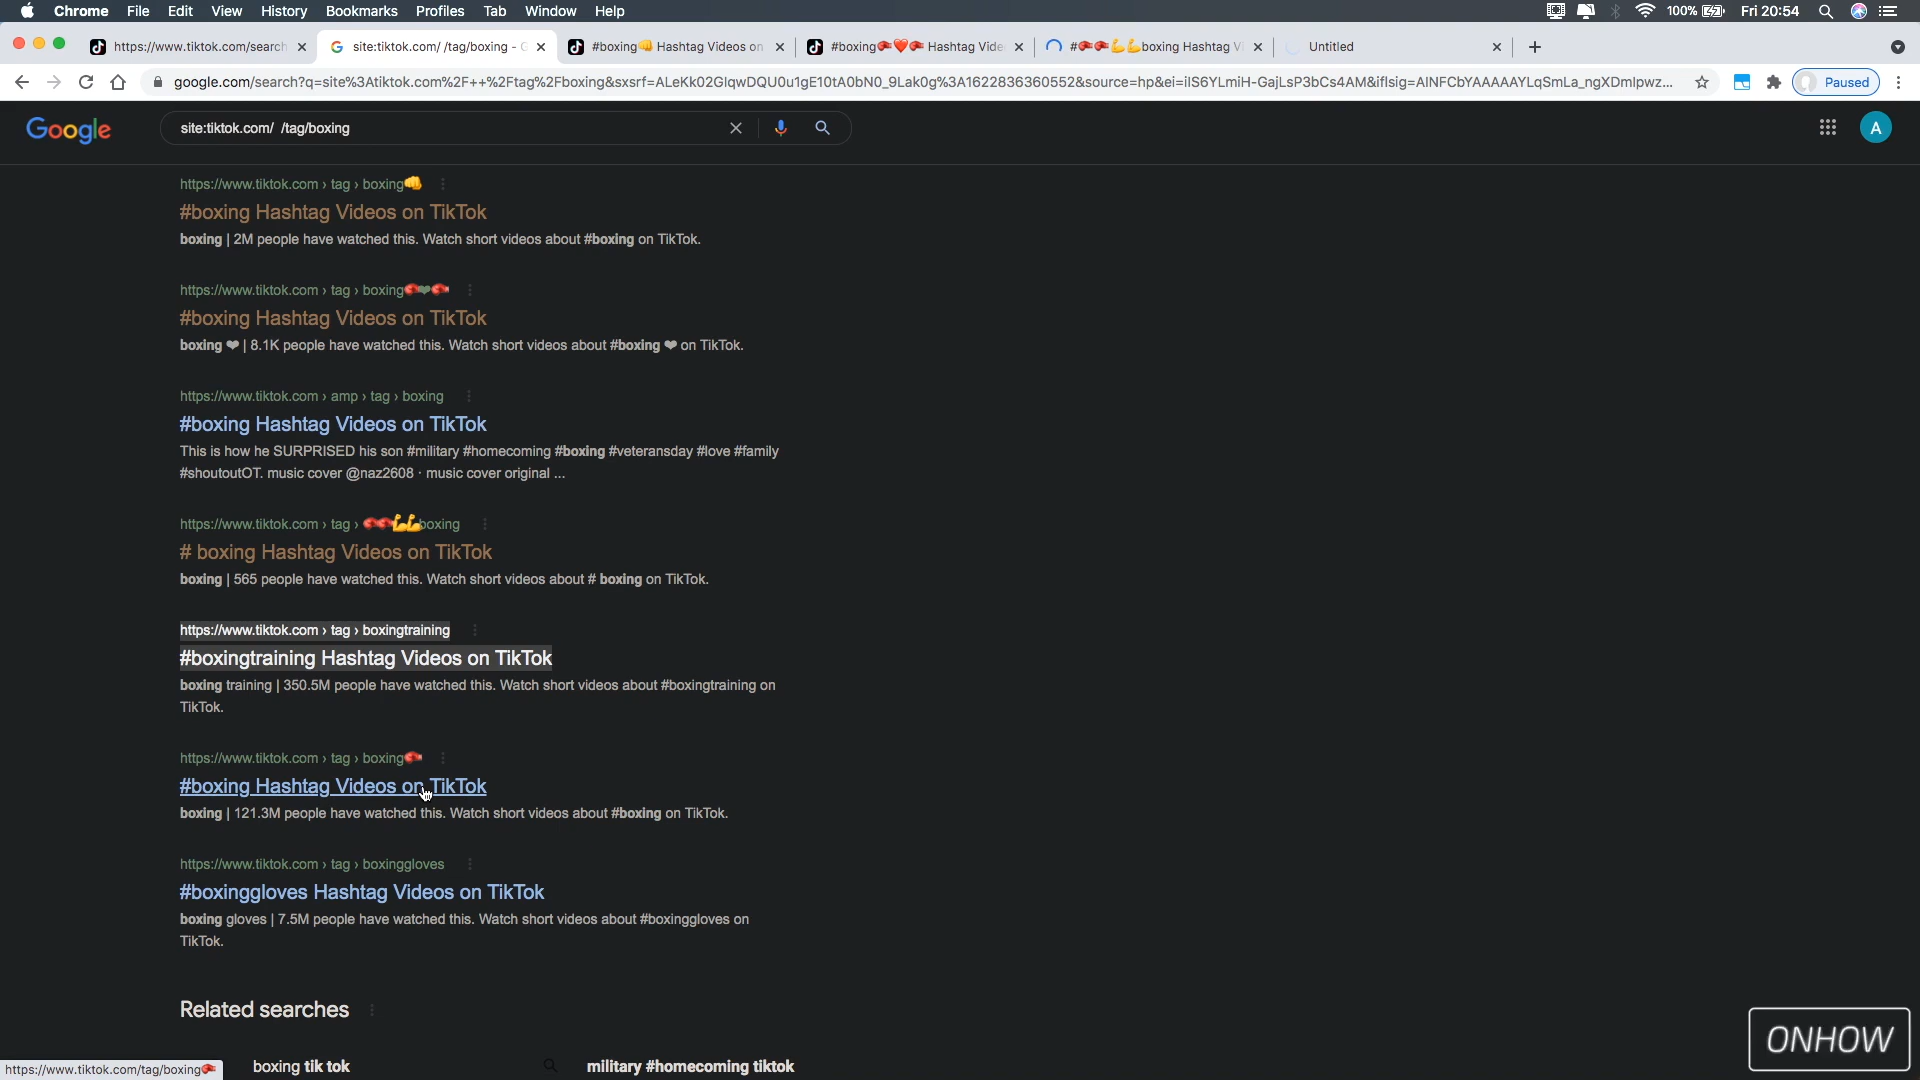 Chrome File Edit View History Bookmarks Profiles Tab Window Help 100% Fri 20:54
https://www.tiktok.com/search site:tiktok.com/ /tag/boxing - G #boxing👊 Hashtag Videos on #boxing🥊❤️🥊 Hashtag Vide #🥊🥊💪💪boxing Hashtag Vi Untitled
google.com/search?q=site%3Atiktok.com%2F++%2Ftag%2Fboxing&sxsrf=ALeKk02GlqwDQU0u1gE10tA0bN0_9Lak0g%3A1622836360552&source=hp&ei=iIS6YLmiH-GajLsP3bCs4AM&iflsig=AINFCbYAAAAAYLqSmLa_ngXDmlpwz... Paused
Google site:tiktok.com/ /tag/boxing A
https://www.tiktok.com › tag › boxing👊
#boxing Hashtag Videos on TikTok
boxing | 2M people have watched this. Watch short videos about #boxing on TikTok.
https://www.tiktok.com › tag › boxing🥊❤🥊
#boxing Hashtag Videos on TikTok
boxing ❤ | 8.1K people have watched this. Watch short videos about #boxing ❤ on TikTok.
https://www.tiktok.com › amp › tag › boxing
#boxing Hashtag Videos on TikTok
This is how he SURPRISED his son #military #homecoming #boxing #veteransday #love #family
#shoutoutOT. music cover @naz2608 · music cover original ...
https://www.tiktok.com › tag › 🥊🥊💪💪boxing
# boxing Hashtag Videos on TikTok
boxing | 565 people have watched this. Watch short videos about # boxing on TikTok.
https://www.tiktok.com › tag › boxingtraining
#boxingtraining Hashtag Videos on TikTok
boxing training | 350.5M people have watched this. Watch short videos about #boxingtraining on
TikTok.
https://www.tiktok.com › tag › boxing🥊
#boxing Hashtag Videos on TikTok
boxing | 121.3M people have watched this. Watch short videos about #boxing on TikTok.
https://www.tiktok.com › tag › boxinggloves
#boxinggloves Hashtag Videos on TikTok
boxing gloves | 7.5M people have watched this. Watch short videos about #boxinggloves on
TikTok.
Related searches
boxing tik tok military #homecoming tiktok
https://www.tiktok.com/tag/boxing🥊
ONHOW